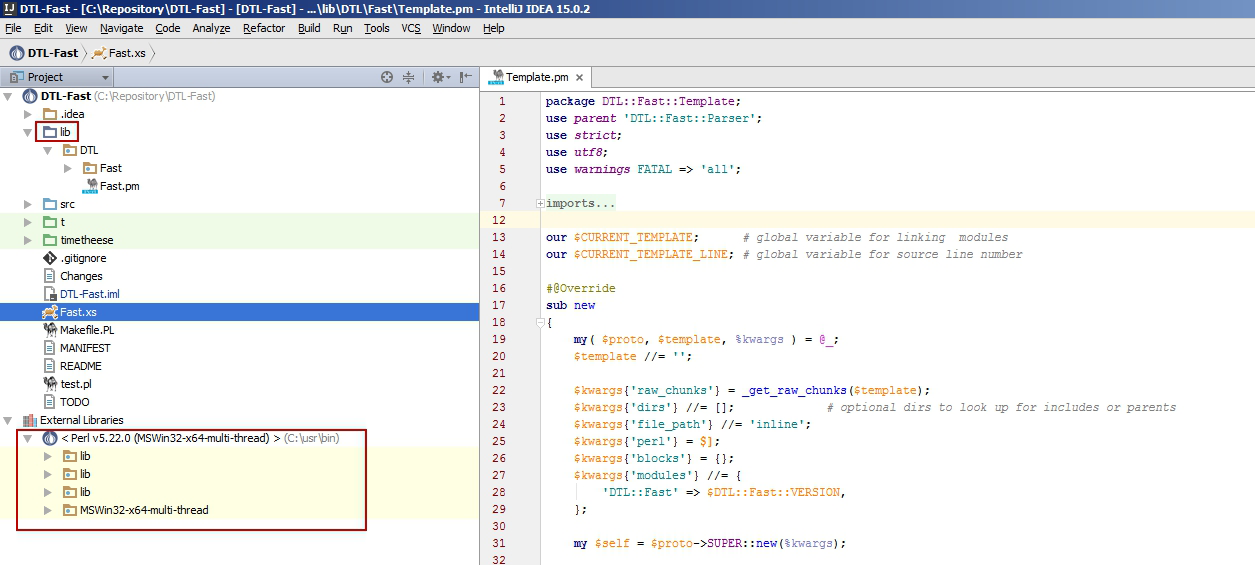 DTL-Fast - [C:\Repository\DTL-Fast] - [DTL-Fast] - ...\lib\DTL\Fast\Template.pm - IntelliJ IDEA 15.0.2
File Edit View Navigate Code Analyze Refactor Build Run Tools VCS Window Help
DTL-Fast Fast.xs
Project
DTL-Fast (C:\Repository\DTL-Fast)
.idea
lib
DTL
Fast
Fast.pm
src
t
timetheese
.gitignore
Changes
DTL-Fast.iml
Fast.xs
Makefile.PL
MANIFEST
README
test.pl
TODO
External Libraries
< Perl v5.22.0 (MSWin32-x64-multi-thread) > (C:\usr\bin)
lib
lib
lib
MSWin32-x64-multi-thread
Template.pm
1 package DTL::Fast::Template;
2 use parent 'DTL::Fast::Parser';
3 use strict;
4 use utf8;
5 use warnings FATAL => 'all';
6
7 imports...
12
13 our $CURRENT_TEMPLATE; # global variable for linking modules
14 our $CURRENT_TEMPLATE_LINE; # global variable for source line number
15
16 #@Override
17 sub new
18 {
19 my( $proto, $template, %kwargs ) = @_;
20 $template //= '';
21
22 $kwargs{'raw_chunks'} = _get_raw_chunks($template);
23 $kwargs{'dirs'} //= []; # optional dirs to look up for includes or parents
24 $kwargs{'file_path'} //= 'inline';
25 $kwargs{'perl'} = $];
26 $kwargs{'blocks'} = {};
27 $kwargs{'modules'} //= {
28 'DTL::Fast' => $DTL::Fast::VERSION,
29 };
30
31 my $self = $proto->SUPER::new(%kwargs);
32